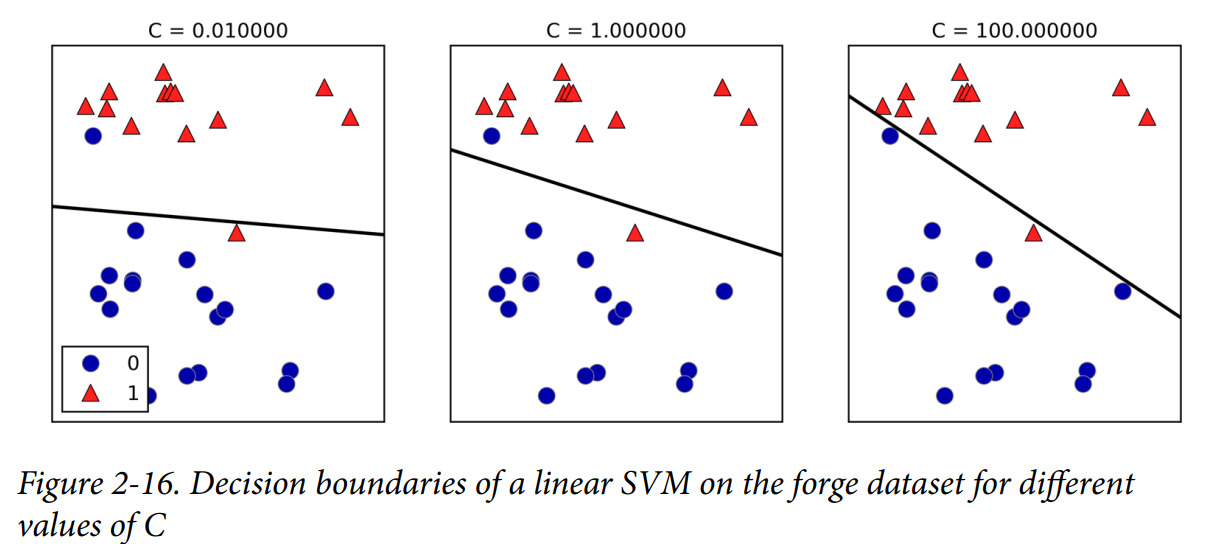 C = 0.010000
C = 1.000000
C = 100.000000
0
1
Figure 2-16. Decision boundaries of a linear SVM on the forge dataset for different
values of C